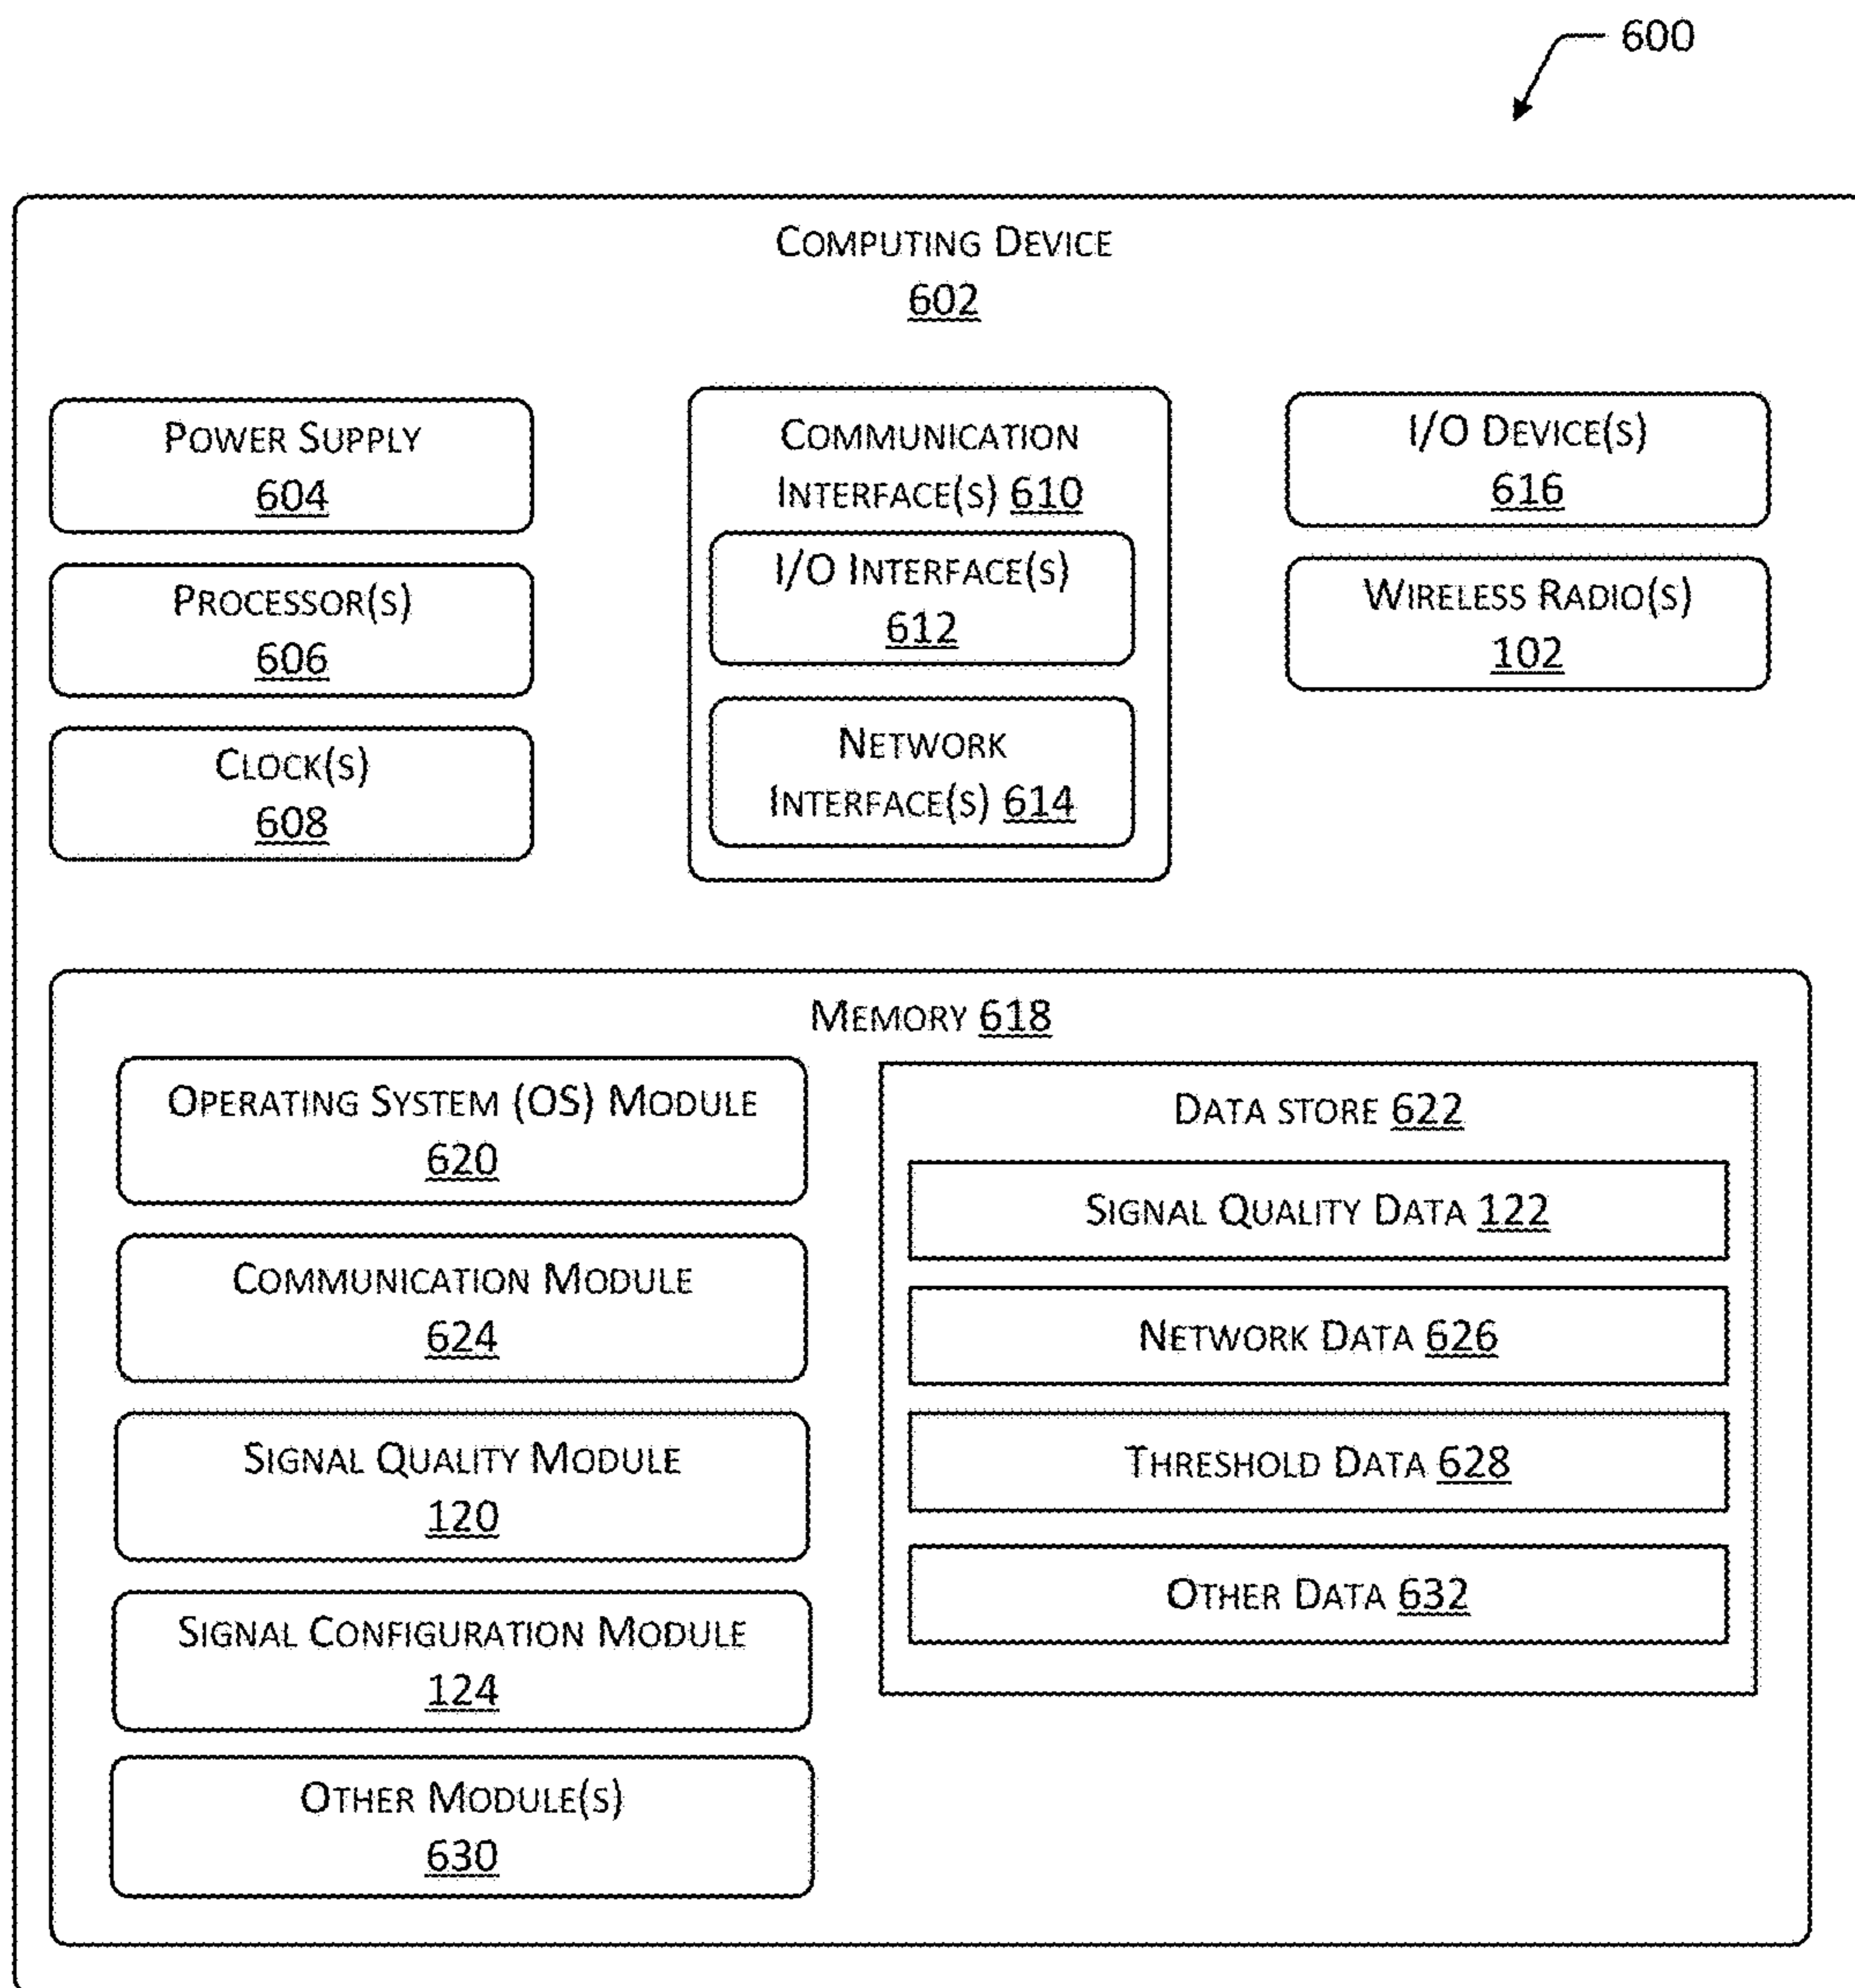 600
COMPUTING DEVICE
602
POWER SUPPLY
604
PROCESSOR(S)
606
CLOCK(S)
608
COMMUNICATION
INTERFACE(S) 610
I/O INTERFACE(S)
612
NETWORK
INTERFACE(S) 614
I/O DEVICE(S)
616
WIRELESS RADIO(S)
102
MEMORY 618
OPERATING SYSTEM (OS) MODULE
620
COMMUNICATION MODULE
624
SIGNAL QUALITY MODULE
120
SIGNAL CONFIGURATION MODULE
124
OTHER MODULE(S)
630
DATA STORE 622
SIGNAL QUALITY DATA 122
NETWORK DATA 626
THRESHOLD DATA 628
OTHER DATA 632